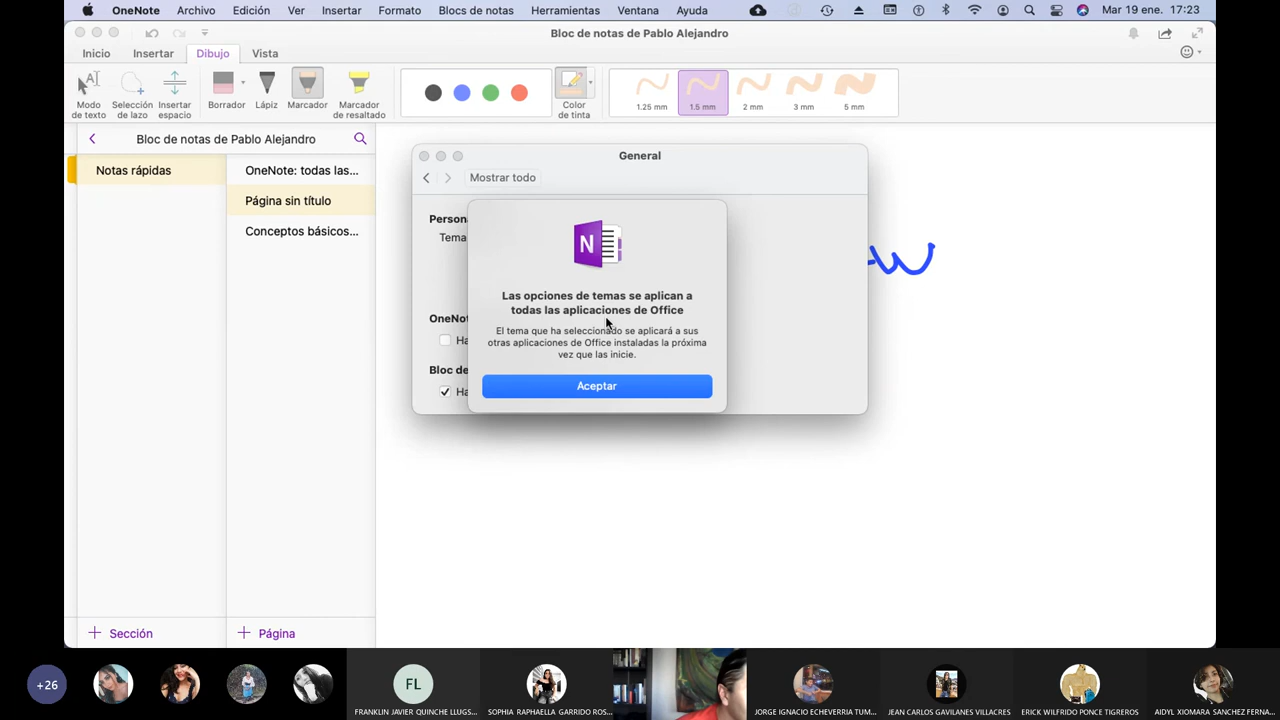 OneNote Archivo Edición Ver Insertar Formato Blocs de notas Herramientas Ventana Ayuda Mar 19 ene. 17:23
Bloc de notas de Pablo Alejandro
Inicio Insertar Dibujo Vista
Modo de texto
Selección de lazo
Insertar espacio
Borrador
Lápiz
Marcador
Marcador de resaltado
Color de tinta
1.25 mm
1.5 mm
2 mm
3 mm
5 mm
Bloc de notas de Pablo Alejandro
Notas rápidas
OneNote: todas las...
Página sin título
Conceptos básicos...
General
Mostrar todo
Persona
Tema
OneNot
Ha
Bloc de
Ha
N
Las opciones de temas se aplican a
todas las aplicaciones de Office
El tema que ha seleccionado se aplicará a sus
otras aplicaciones de Office instaladas la próxima
vez que las inicie.
Aceptar
+ Sección
+ Página
+26
FL
FRANKLIN JAVIER QUINCHE LLUGS...
SOPHIA RAPHAELLA GARRIDO ROS...
JORGE IGNACIO ECHEVERRIA TUM...
JEAN CARLOS GAVILANES VILLACRES
ERICK WILFRIDO PONCE TIGREROS
AIDYL XIOMARA SANCHEZ FERNA...